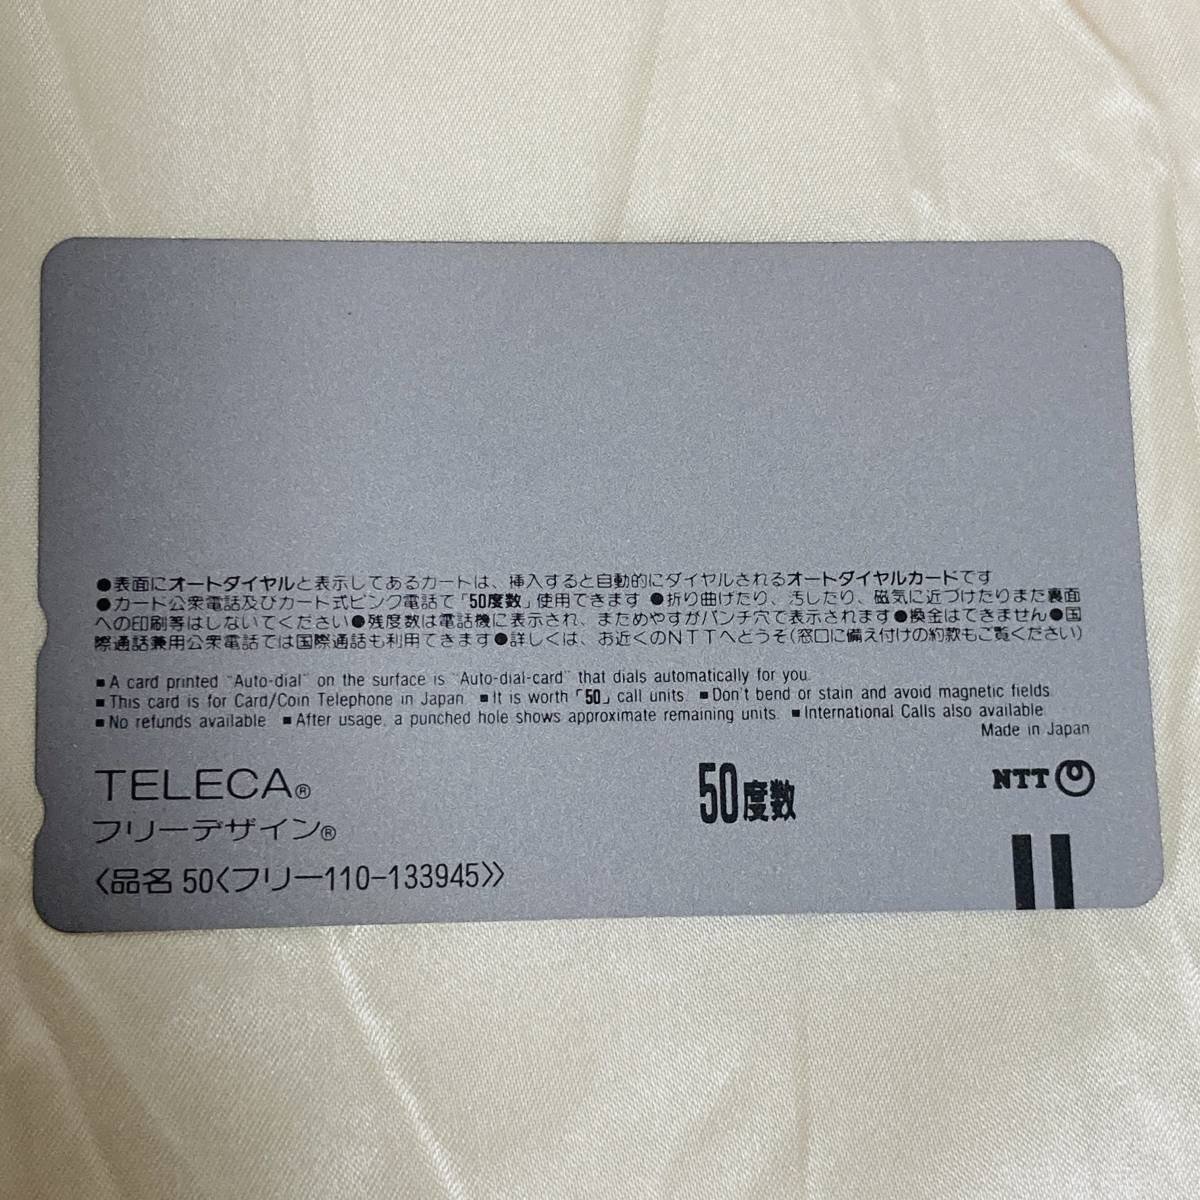 ●表面にオートダイヤルと表示してあるカートは、挿入すると自動的にダイヤルされるオートダイヤルカードです
●カード公衆電話及びカード式ピンク電話で「50度数」使用できます ●折り曲げたり、汚したり、磁気に近づけたりまた裏面
への印刷等はしないでください●残度数は電話機に表示され、まためやすがパンチ穴で表示されます●換金はできません●国
際通話兼用公衆電話では国際通話も利用できます●詳しくは、お近くのNTTへどうぞ(窓口に備え付けの約款もご覧ください)
■ A card printed "Auto-dial" on the surface is "Auto-dial-card" that dials automatically for you.
■ This card is for Card/Coin Telephone in Japan. ■ It is worth「50」call units. ■ Don't bend or stain and avoid magnetic fields.
■ No refunds available. ■ After usage, a punched hole shows approximate remaining units. ■ International Calls also available.
Made in Japan
TELECA®
フリーデザイン®
50度数
NTT
〈品名 50〈フリー110-133945〉〉